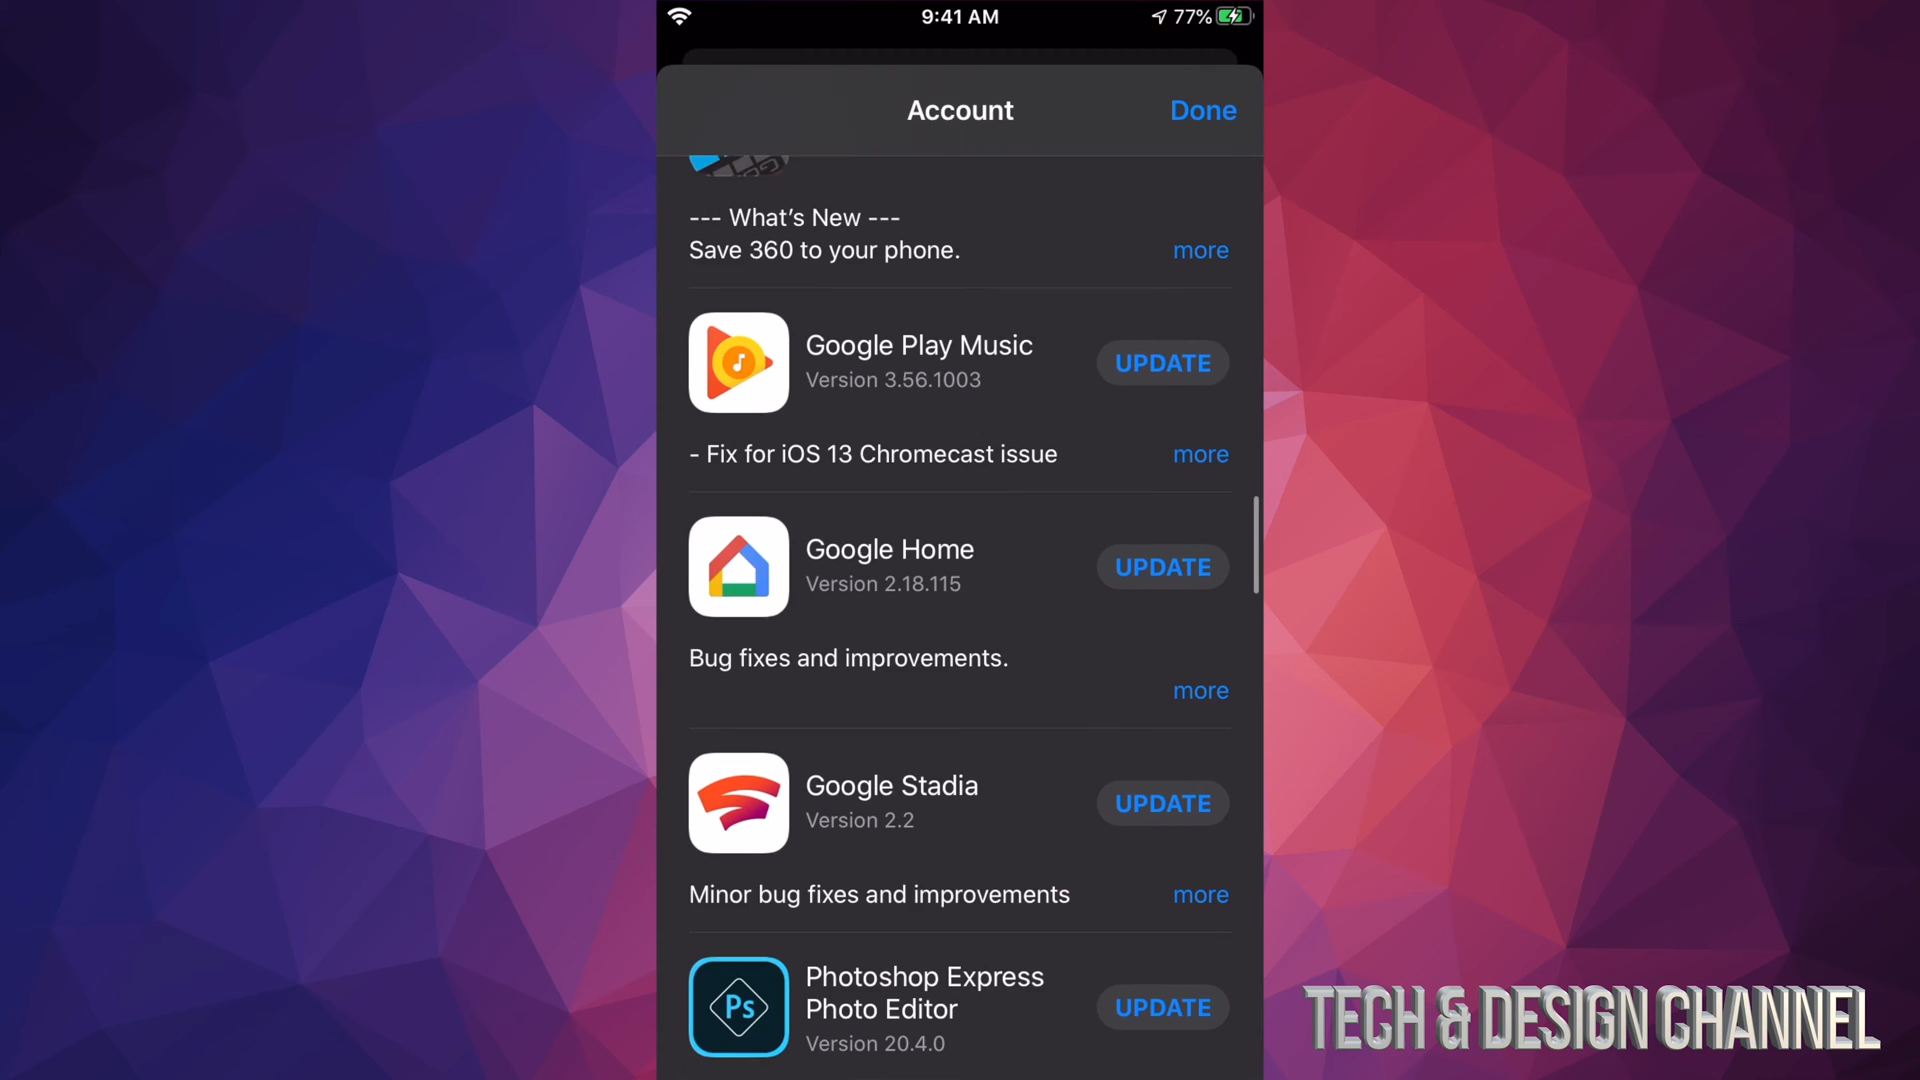 9:41 AM
77%
Account
Done
--- What’s New ---
Save 360 to your phone.
more
Google Play Music
Version 3.56.1003
UPDATE
- Fix for iOS 13 Chromecast issue
more
Google Home
Version 2.18.115
UPDATE
Bug fixes and improvements.
more
Google Stadia
Version 2.2
UPDATE
Minor bug fixes and improvements
more
Ps
Photoshop Express
Photo Editor
Version 20.4.0
UPDATE
TECH & DESIGN CHANNEL